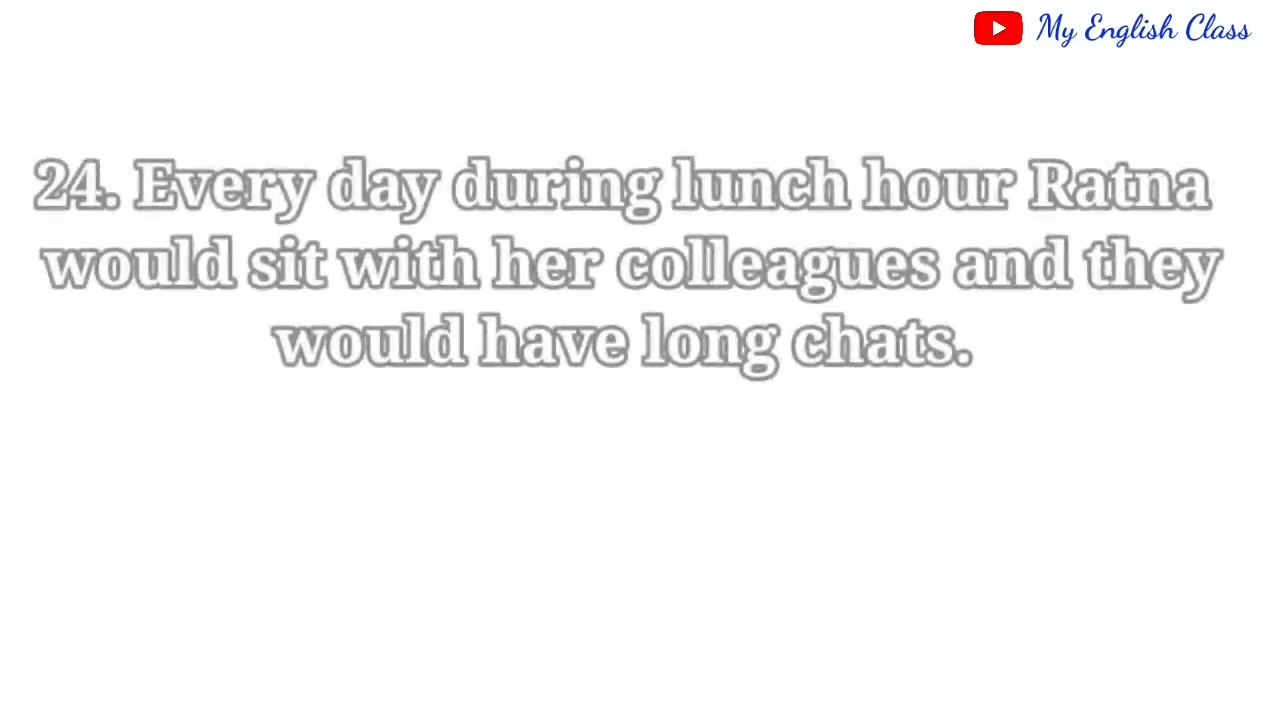 My English Class
24. Every day during lunch hour Ratna
would sit with her colleagues and they
would have long chats.